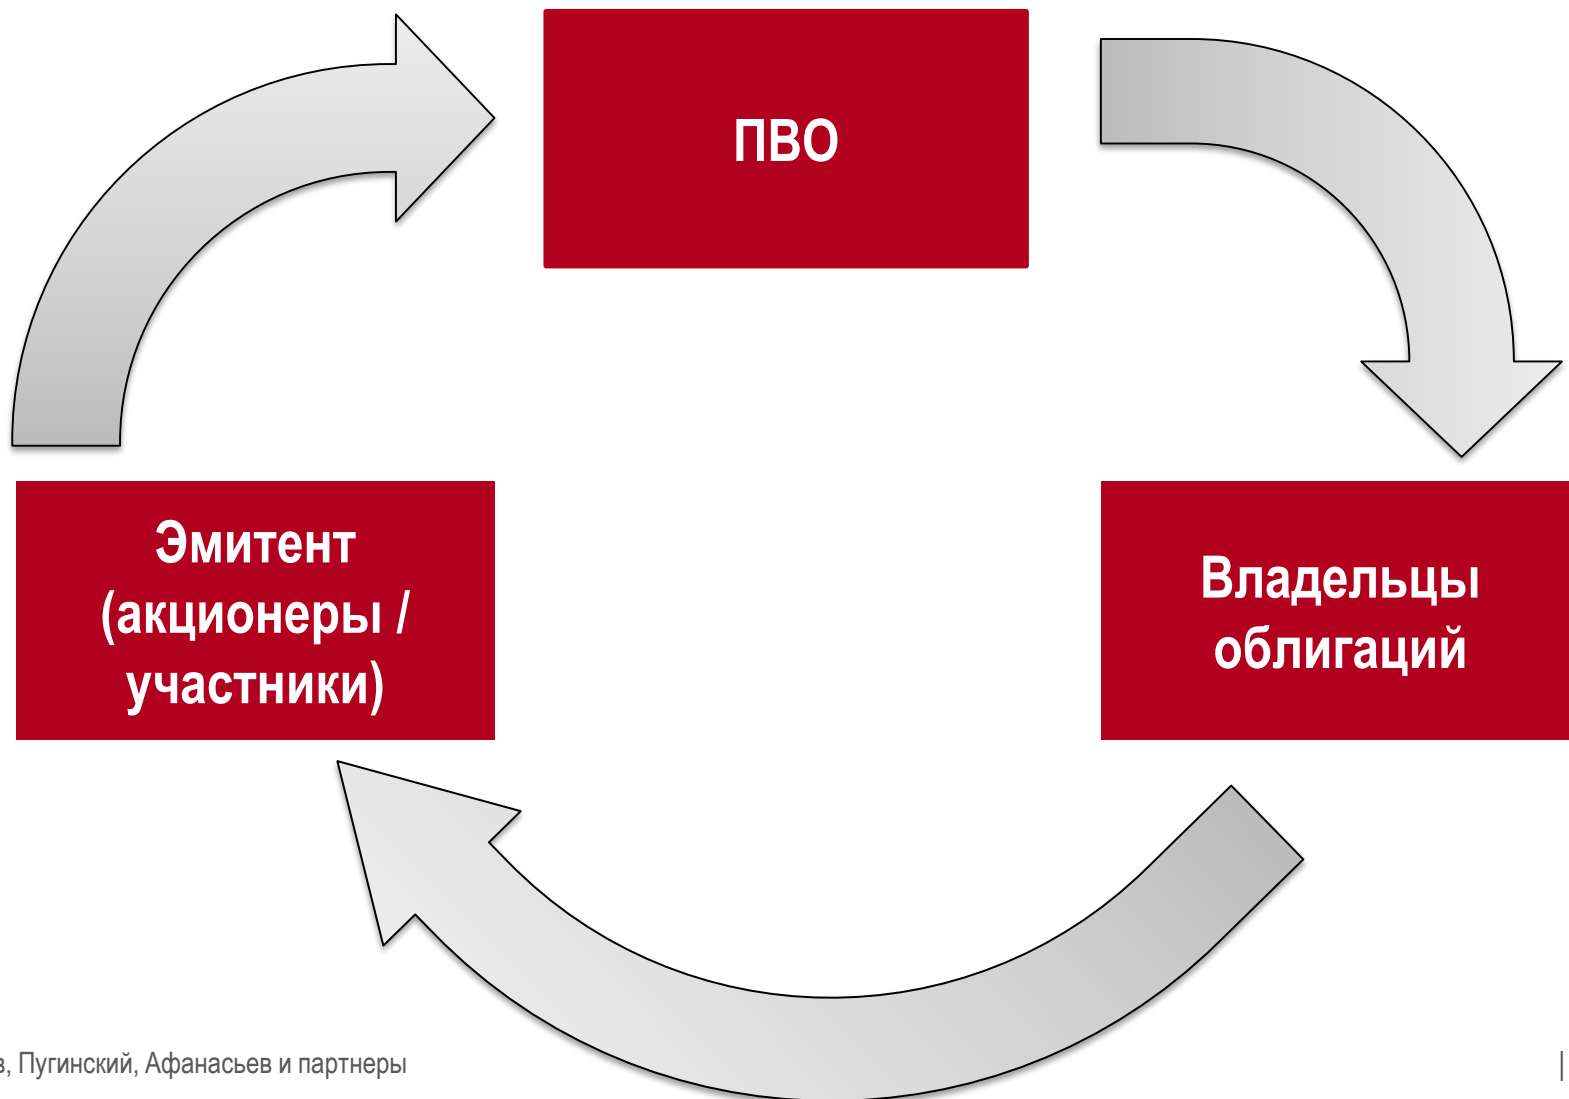 ПВО
Эмитент
(акционеры /
участники)
Владельцы
облигаций
в, Пугинский, Афанасьев и партнеры
|